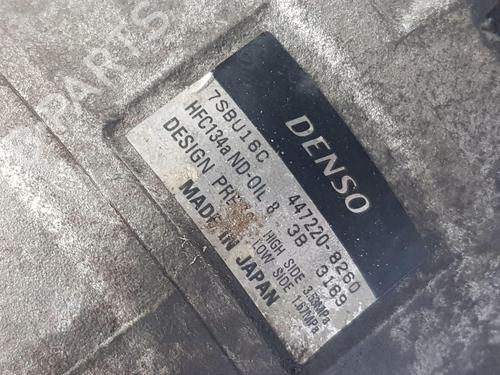 DENSO
7SBU16C 447220-8260
HFC134a ND-OIL 8 3B 3169
DESIGN PRESS HIGH SIDE 3.53MPa
LOW SIDE 1.67MPa
MADE IN JAPAN
PARTS